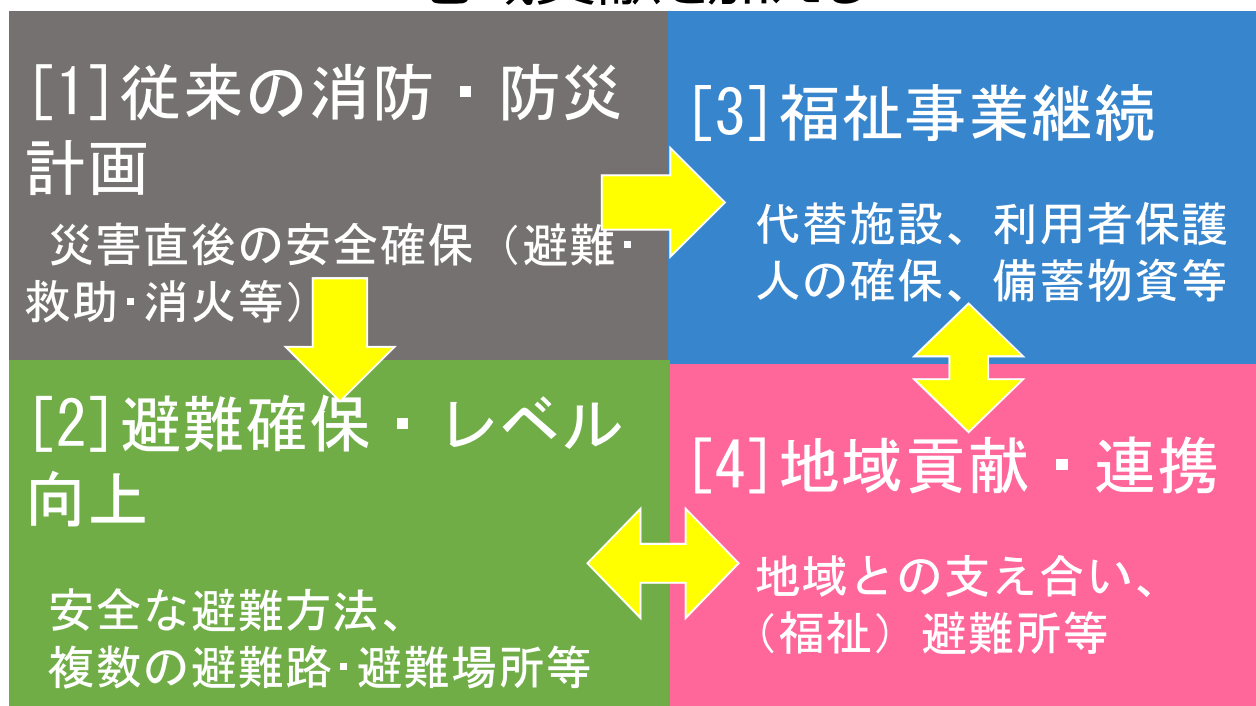 [1]従来の消防・防災
計画
災害直後の安全確保（避難・
救助・消火等）
[2]避難確保・レベル
向上
安全な避難方法、
複数の避難路・避難場所等
[3]福祉事業継続
代替施設、利用者保護
人の確保、備蓄物資等
[4]地域貢献・連携
地域との支え合い、
（福祉）避難所等